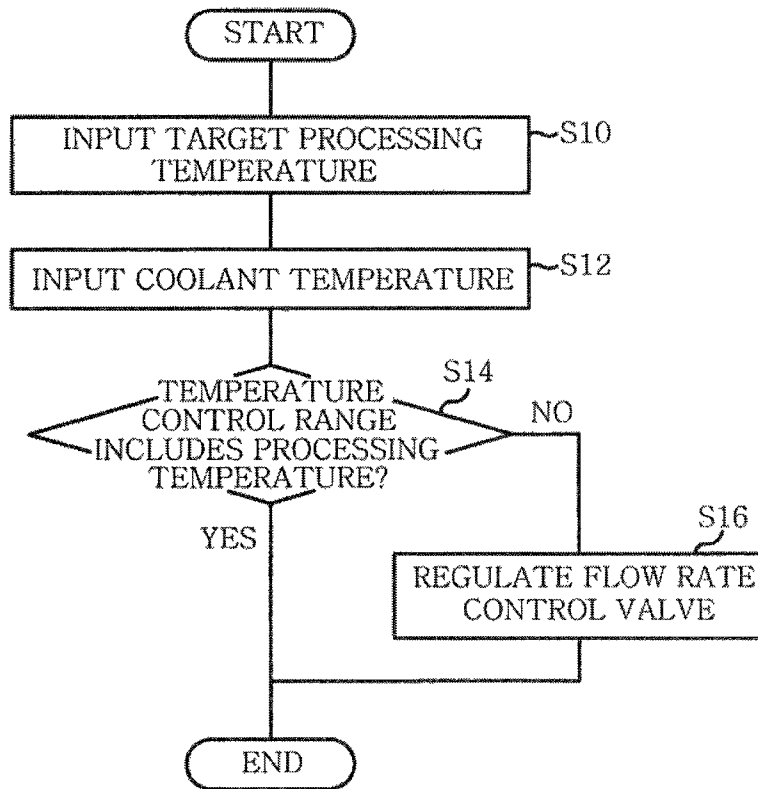 START
INPUT TARGET PROCESSING
TEMPERATURE
S10
INPUT COOLANT TEMPERATURE
S12
TEMPERATURE
CONTROL RANGE
INCLUDES PROCESSING
TEMPERATURE?
S14
NO
YES
S16
REGULATE FLOW RATE
CONTROL VALVE
END